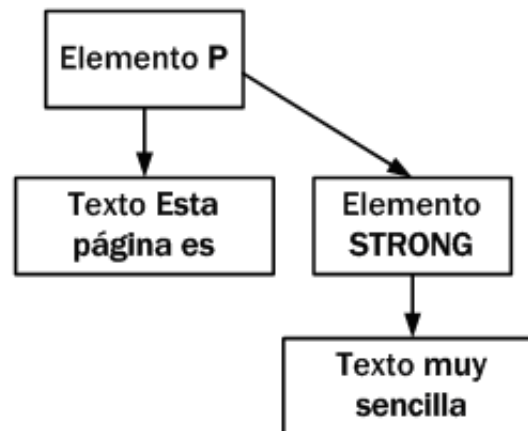 Elemento P
Texto Esta
página es
Elemento
STRONG
Texto muy
sencilla